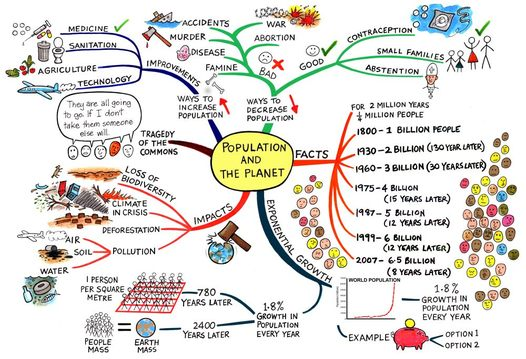 MEDICINE
SANITATION
AGRICULTURE
TECHNOLOGY
IMPROVEMENTS
WAYS TO
INCREASE
POPULATION
ACCIDENTS
MURDER
DISEASE
FAMINE
WAR
ABORTION
BAD
GOOD
CONTRACEPTION
SMALL FAMILIES
ABSTENTION
WAYS TO
DECREASE
POPULATION
They are all going
to go. If I don't
take them someone
else will.
TRAGEDY
OF THE
COMMONS
POPULATION
AND
THE PLANET
FACTS
FOR 2 MILLION YEARS
¼ MILLION PEOPLE
1800 - 1 BILLION PEOPLE
1930 - 2 BILLION (130 YEAR LATER)
1960 - 3 BILLION (30 YEARS LATER)
1975 - 4 BILLION
(15 YEARS LATER)
1987 - 5 BILLION
(12 YEARS LATER)
1999 - 6 BILLION
(12 YEARS LATER)
2007 - 6·5 BILLION
(8 YEARS LATER)
IMPACTS
LOSS OF
BIODIVERSITY
CLIMATE
IN CRISIS
DEFORESTATION
POLLUTION
AIR
SOIL
WATER
EXPONENTIAL GROWTH
1 PERSON
PER SQUARE
METRE
780
YEARS LATER
PEOPLE
MASS
=
EARTH
MASS
2400
YEARS LATER
1·8%
GROWTH IN
POPULATION
EVERY YEAR
WORLD POPULATION
1·8%
GROWTH IN
POPULATION
EVERY YEAR
EXAMPLE
OPTION 1
OPTION 2